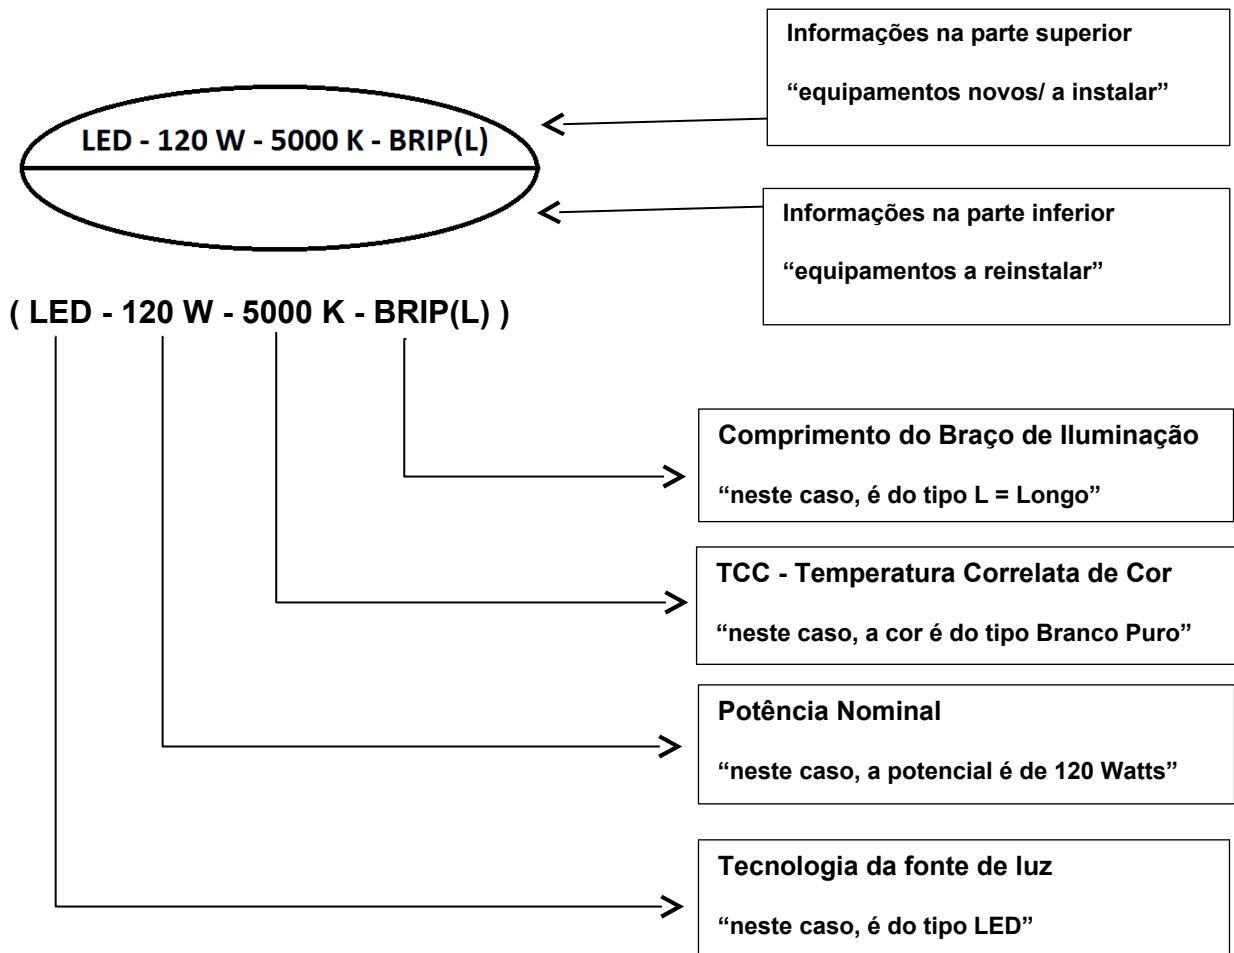 Informações na parte superior
“equipamentos novos/ a instalar”
LED - 120 W - 5000 K - BRIP(L)
Informações na parte inferior
“equipamentos a reinstalar”
( LED - 120 W - 5000 K - BRIP(L) )
Comprimento do Braço de Iluminação
“neste caso, é do tipo L = Longo”
TCC - Temperatura Correlata de Cor
“neste caso, a cor é do tipo Branco Puro”
Potência Nominal
“neste caso, a potencial é de 120 Watts”
Tecnologia da fonte de luz
“neste caso, é do tipo LED”